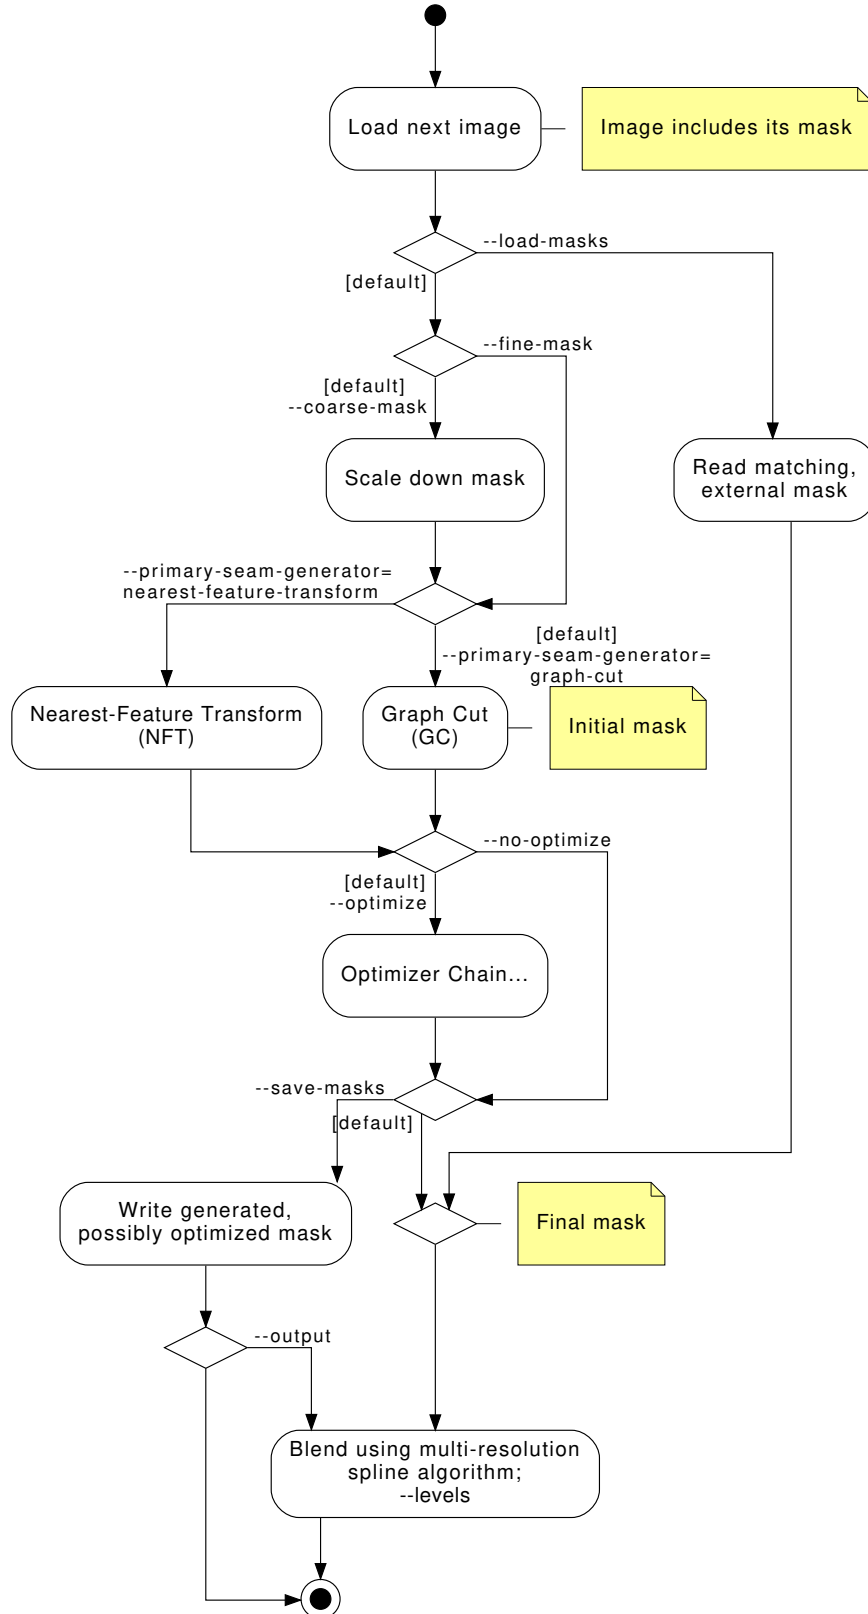 Load next image
Image includes its mask
--load-masks
[default]
--fine-mask
[default]
--coarse-mask
Scale down mask
Read matching,
external mask
--primary-seam-generator=
nearest-feature-transform
[default]
--primary-seam-generator=
graph-cut
Nearest-Feature Transform
(NFT)
Graph Cut
(GC)
Initial mask
--no-optimize
[default]
--optimize
Optimizer Chain...
--save-masks
[default]
Write generated,
possibly optimized mask
Final mask
--output
Blend using multi-resolution
spline algorithm;
--levels